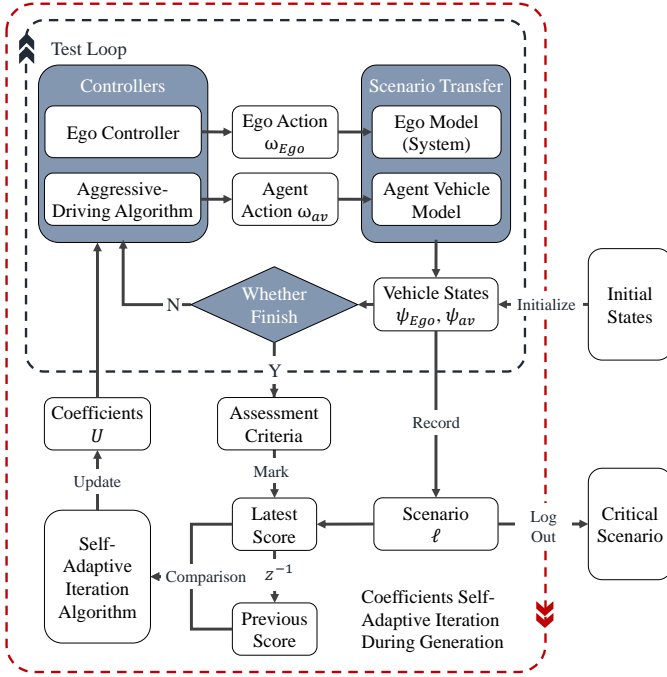 Test Loop
Controllers
Scenario Transfer
Ego Controller
Ego Action
ω_Ego
Ego Model
(System)
Aggressive-
Driving Algorithm
Agent
Action ω_av
Agent Vehicle
Model
N
Whether
Finish
Vehicle States
ψ_Ego, ψ_av
Initialize
Initial
States
Y
Coefficients
U
Assessment
Criteria
Record
Update
Mark
Self-
Adaptive
Iteration
Algorithm
Comparison
Latest
Score
Scenario
ℓ
Log
Out
Critical
Scenario
z⁻¹
Previous
Score
Coefficients Self-
Adaptive Iteration
During Generation